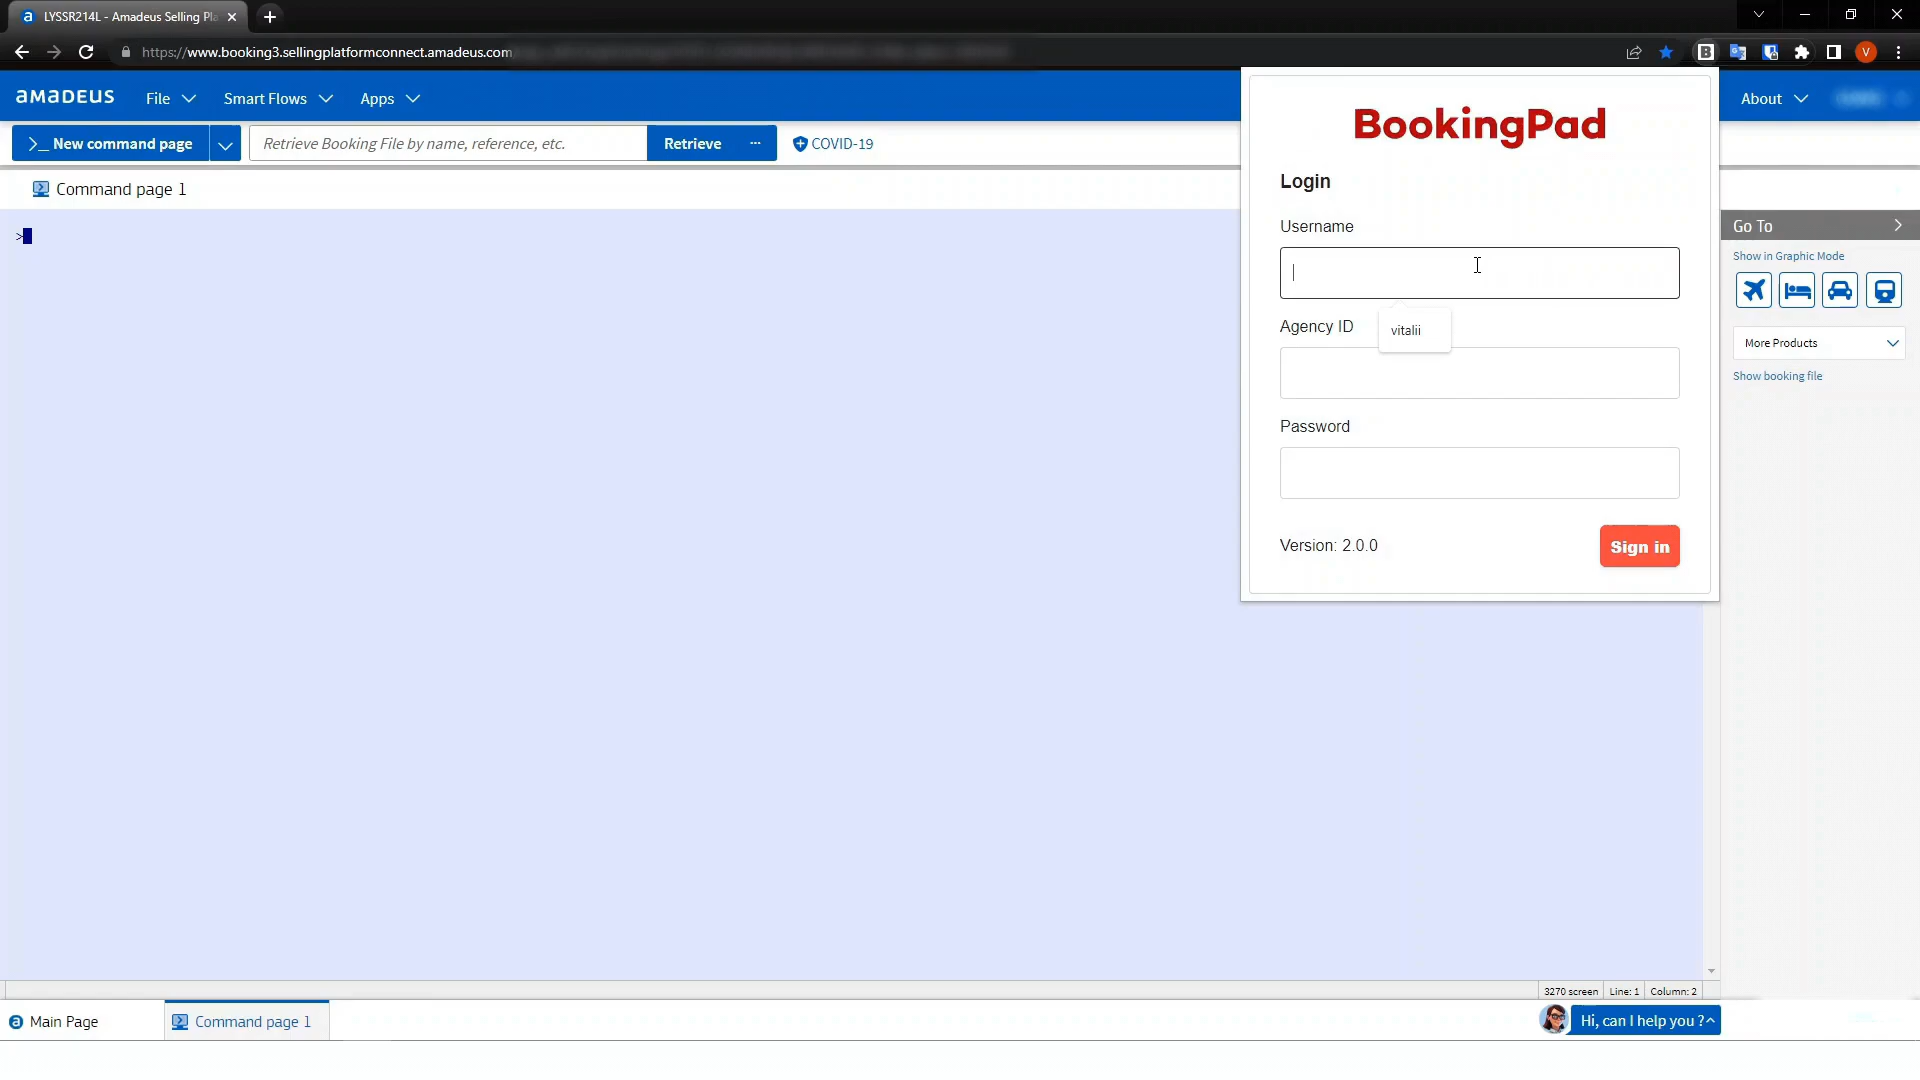 LYSSR214L - Amadeus Selling Pla
https://www.booking3.sellingplatformconnect.amadeus.com
amadeus
File
Smart Flows
Apps
About
>_ New command page
Retrieve Booking File by name, reference, etc.
Retrieve
...
COVID-19
Command page 1
>
BookingPad
Login
Username
vitalii
Agency ID
Password
Version: 2.0.0
Sign in
Go To
Show in Graphic Mode
More Products
Show booking file
3270 screen
Line: 1
Column: 2
Main Page
Command page 1
Hi, can I help you ?
V